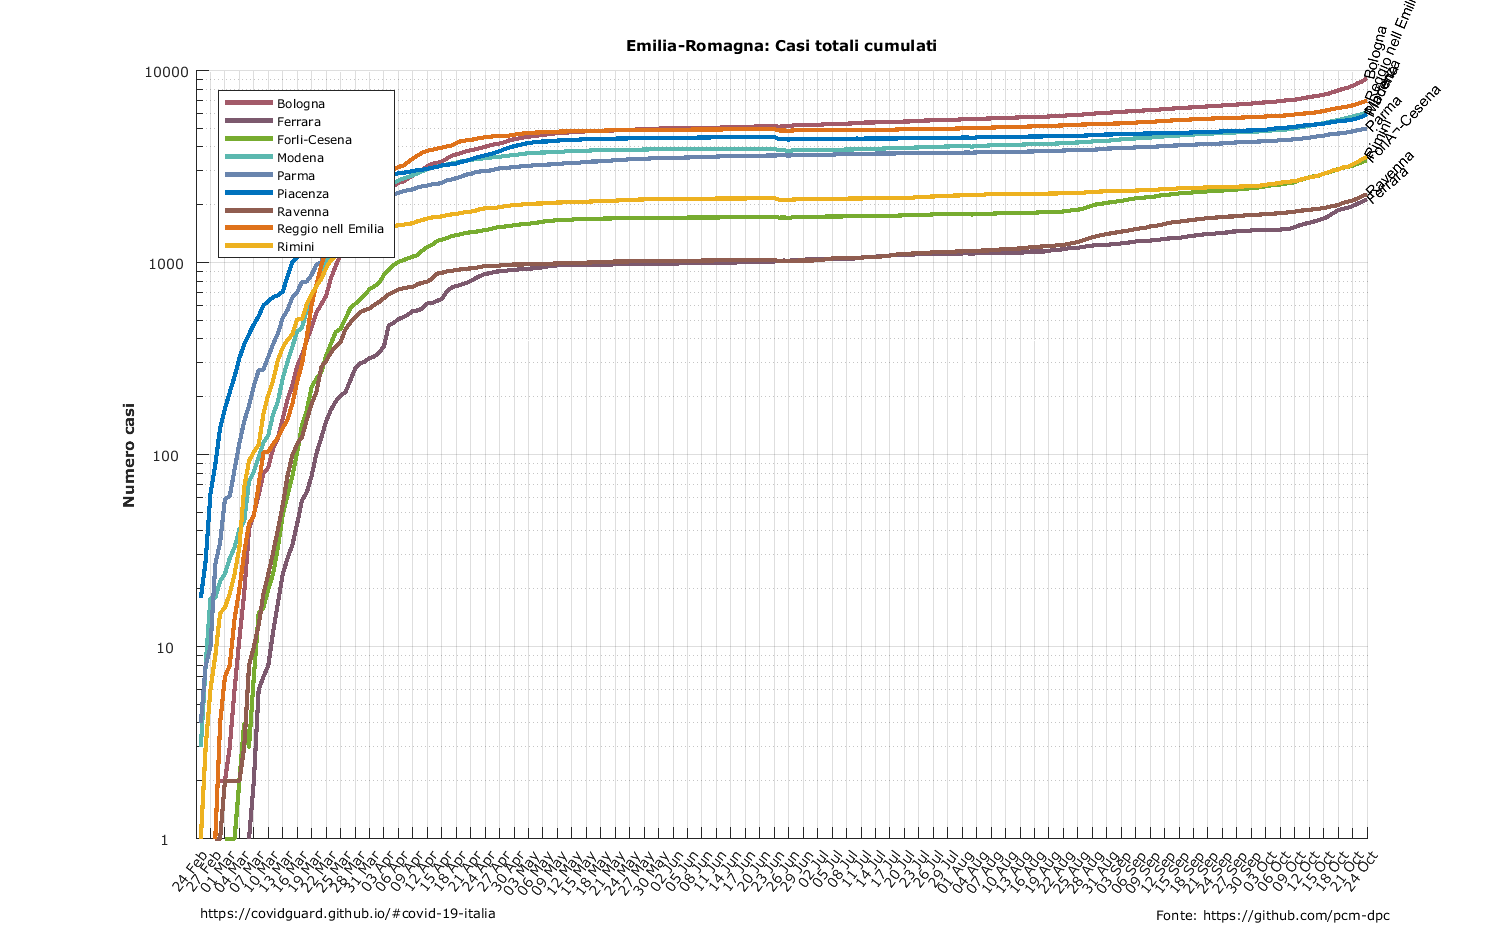 Emilia-Romagna: Casi totali cumulati
Numero casi
10000
1000
100
10
1
Bologna
Ferrara
Forli-Cesena
Modena
Parma
Piacenza
Ravenna
Reggio nell Emilia
Rimini
Bologna
Reggio nell Emil
Parma
Rimini
Ravenna
Ferrara
24 Feb
27 Feb
01 Mar
04 Mar
07 Mar
10 Mar
13 Mar
16 Mar
19 Mar
22 Mar
25 Mar
28 Mar
31 Mar
03 Apr
06 Apr
09 Apr
12 Apr
15 Apr
18 Apr
21 Apr
24 Apr
27 Apr
30 Apr
03 May
06 May
09 May
12 May
15 May
18 May
21 May
24 May
27 May
30 May
02 Jun
05 Jun
08 Jun
11 Jun
14 Jun
17 Jun
20 Jun
23 Jun
26 Jun
29 Jun
02 Jul
05 Jul
08 Jul
11 Jul
14 Jul
17 Jul
20 Jul
23 Jul
26 Jul
29 Jul
01 Aug
04 Aug
07 Aug
10 Aug
13 Aug
16 Aug
19 Aug
22 Aug
25 Aug
28 Aug
31 Aug
03 Sep
06 Sep
09 Sep
12 Sep
15 Sep
18 Sep
21 Sep
24 Sep
27 Sep
30 Sep
03 Oct
06 Oct
09 Oct
12 Oct
15 Oct
18 Oct
21 Oct
24 Oct
https://covidguard.github.io/#covid-19-italia
Fonte: https://github.com/pcm-dpc